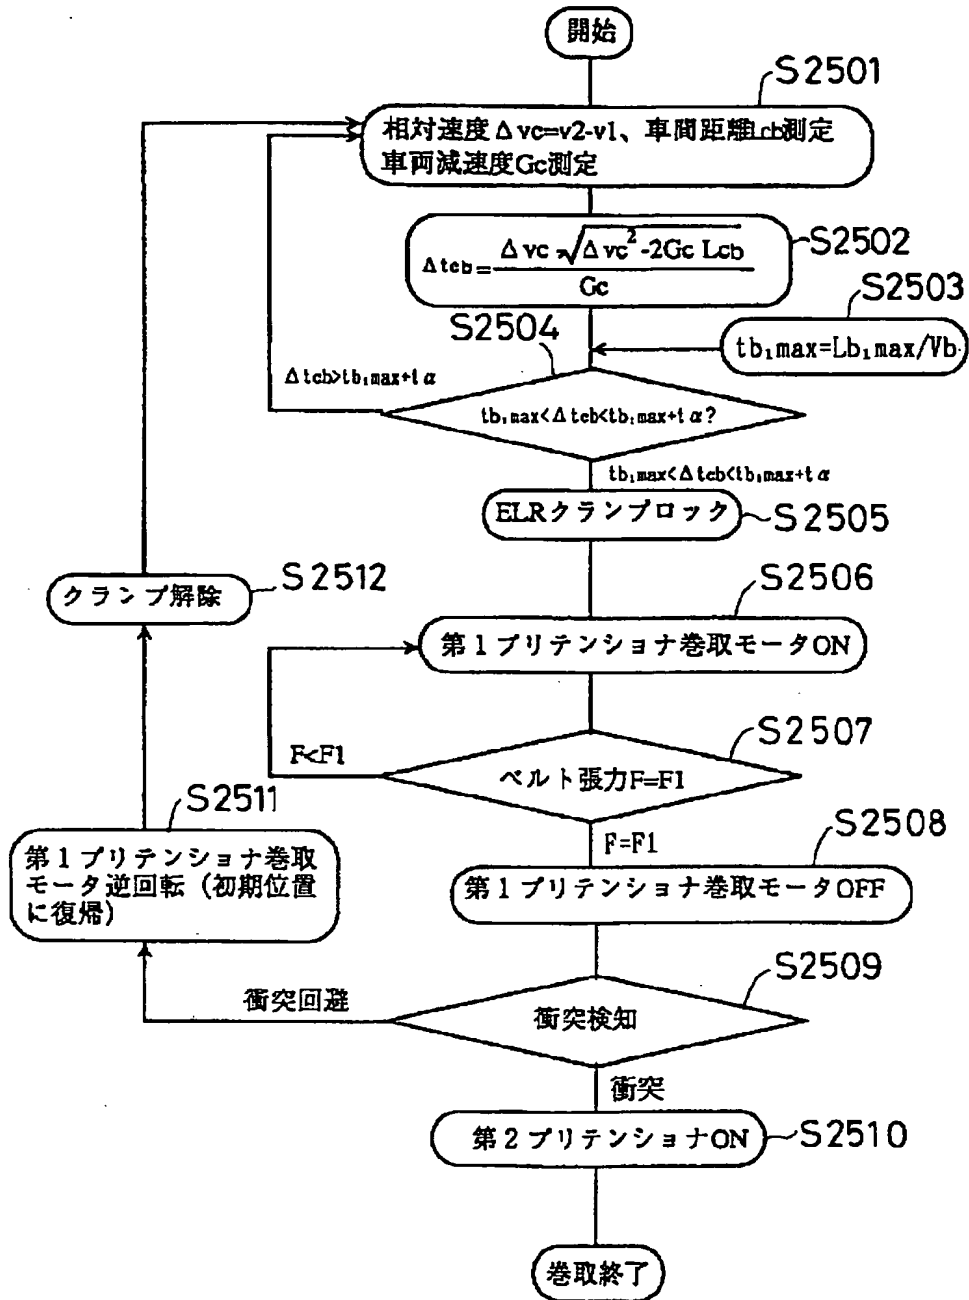 開始
S2501
相対速度Δvc=v2-v1、車間距離Lcb測定
車両減速度Gc測定
S2502
Δtcb=
Δvc-√Δvc²-2Gc Lcb
Gc
S2503
tb₁max=Lb₁max/Vb
S2504
Δtcb>tb₁max+tα
tb₁max<Δtcb<tb₁max+tα?
tb₁max<Δtcb<tb₁max+tα
ELRクランプロック
S2505
S2512
クランプ解除
S2506
第1プリテンショナ巻取モータON
S2507
F<F1
ベルト張力F=F1
S2511
第1プリテンショナ巻取
モータ逆回転(初期位置
に復帰)
F=F1
S2508
第1プリテンショナ巻取モータOFF
S2509
衝突回避
衝突検知
衝突
第2プリテンショナON
S2510
巻取終了